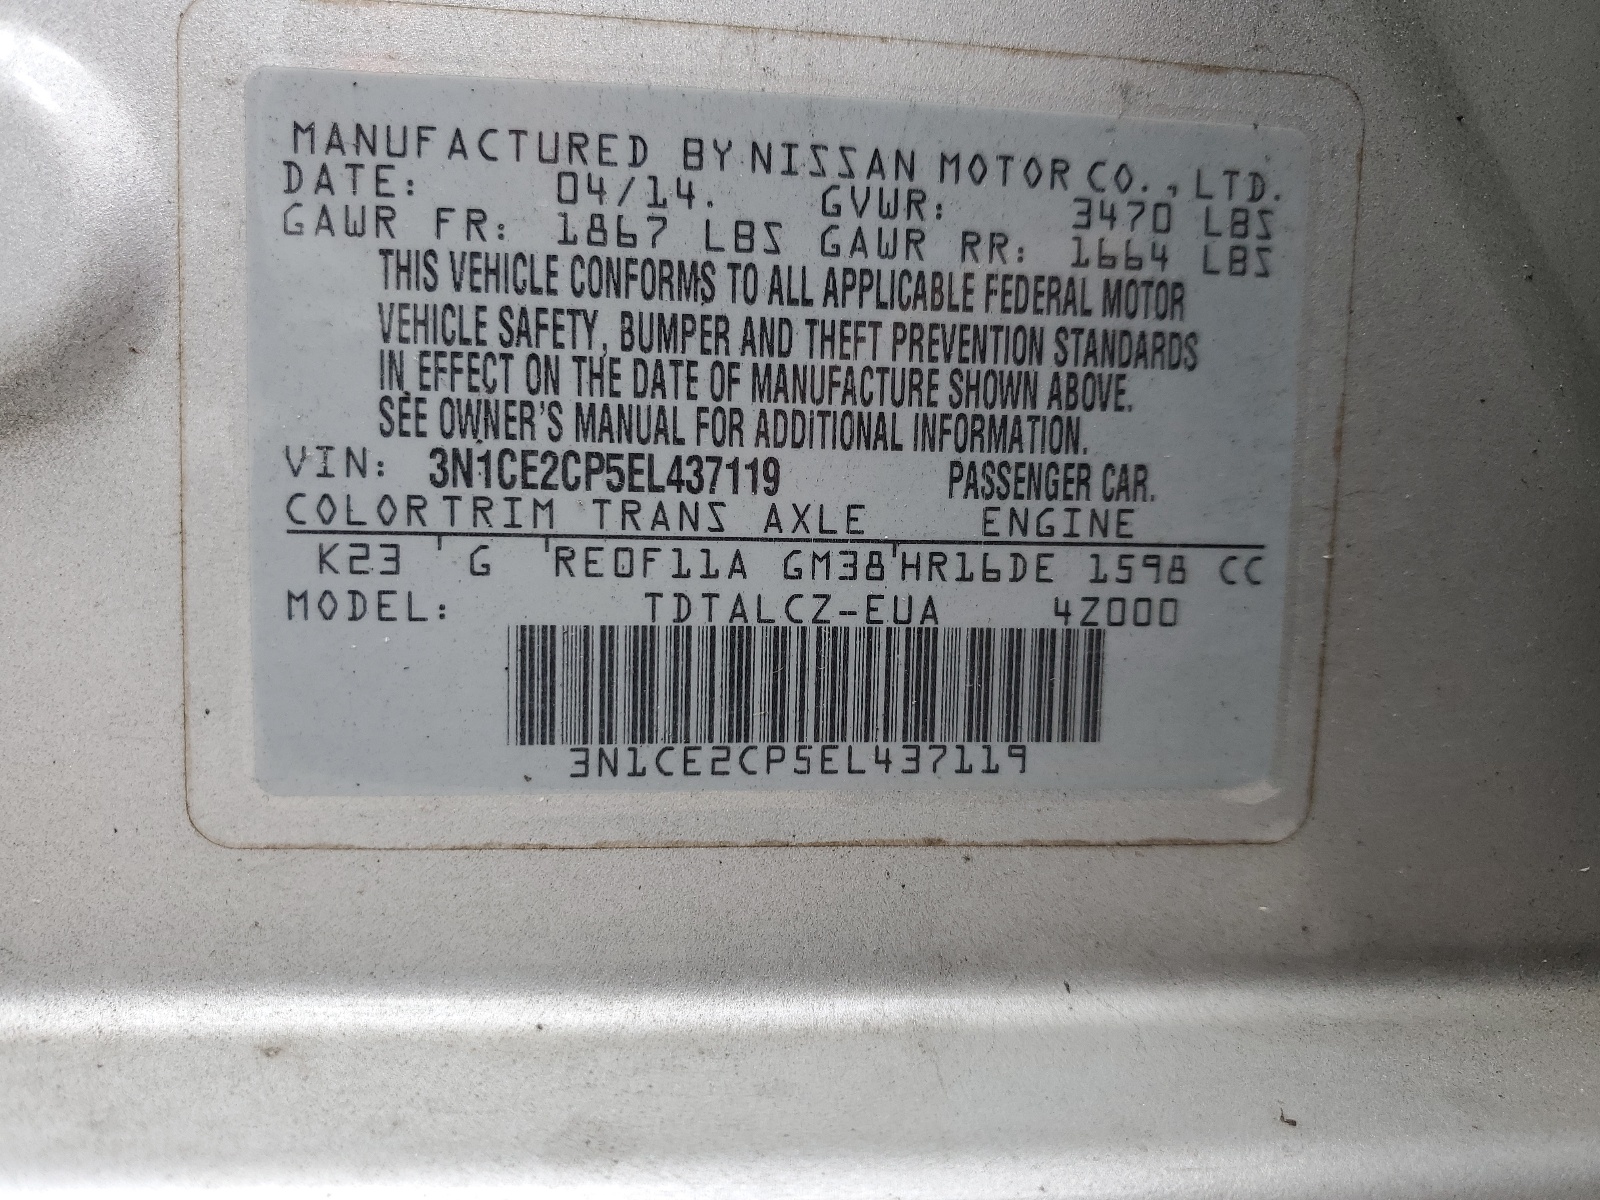 MANUFACTURED BY NISSAN MOTOR CO., LTD.
DATE: 04/14. GVWR: 3470 LBS
GAWR FR: 1867 LBS GAWR RR: 1664 LBS
THIS VEHICLE CONFORMS TO ALL APPLICABLE FEDERAL MOTOR
VEHICLE SAFETY, BUMPER AND THEFT PREVENTION STANDARDS
IN EFFECT ON THE DATE OF MANUFACTURE SHOWN ABOVE.
SEE OWNER'S MANUAL FOR ADDITIONAL INFORMATION.
VIN: 3N1CE2CP5EL437119 PASSENGER CAR.
COLOR TRIM TRANS AXLE ENGINE
K23 G RE0F11A GM38 HR16DE 1598 CC
MODEL: TDTALCZ-EUA 4Z000
3N1CE2CP5EL437119